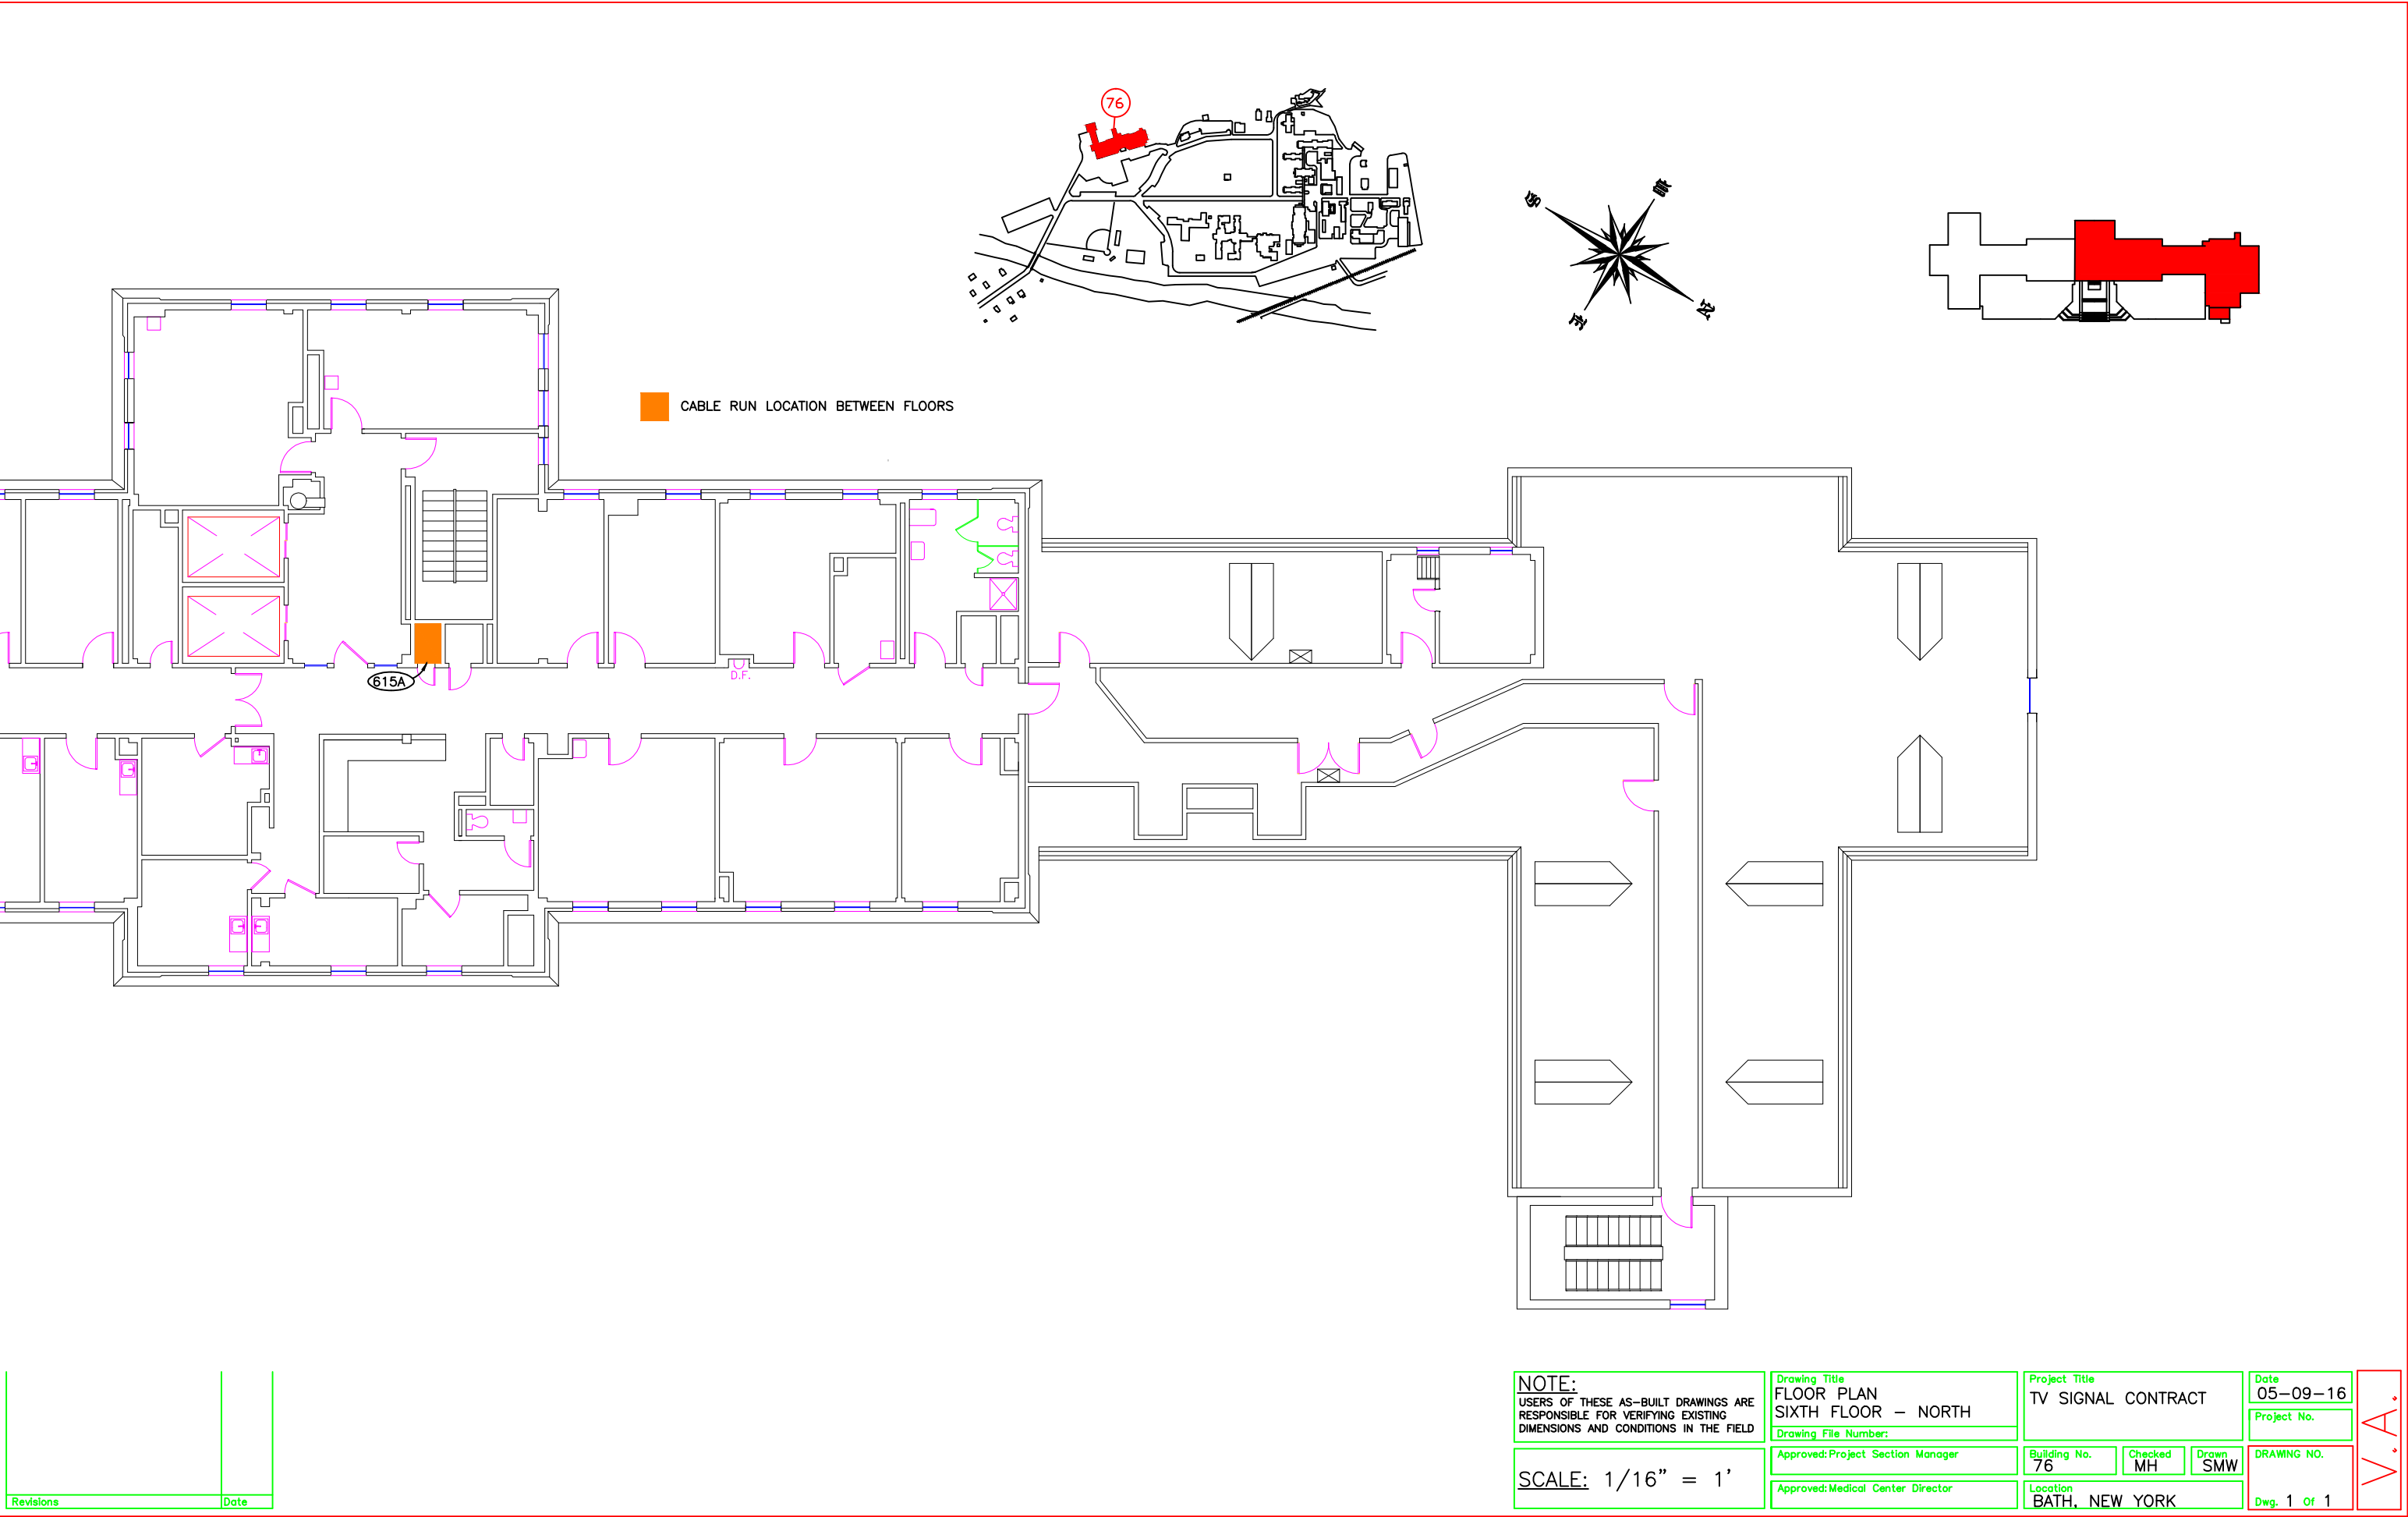 76
S
W
E
N
CABLE RUN LOCATION BETWEEN FLOORS
615A
D.F.
NOTE:
USERS OF THESE AS-BUILT DRAWINGS ARE
RESPONSIBLE FOR VERIFYING EXISTING
DIMENSIONS AND CONDITIONS IN THE FIELD
SCALE: 1/16" = 1'
Drawing Title
FLOOR PLAN
SIXTH FLOOR - NORTH
Drawing File Number:
Approved: Project Section Manager
Approved: Medical Center Director
Project Title
TV SIGNAL CONTRACT
Building No.
76
Checked
MH
Drawn
SMW
Location
BATH, NEW YORK
Date
05-09-16
Project No.
DRAWING NO.
Dwg. 1 Of 1
V.A.
Revisions
Date